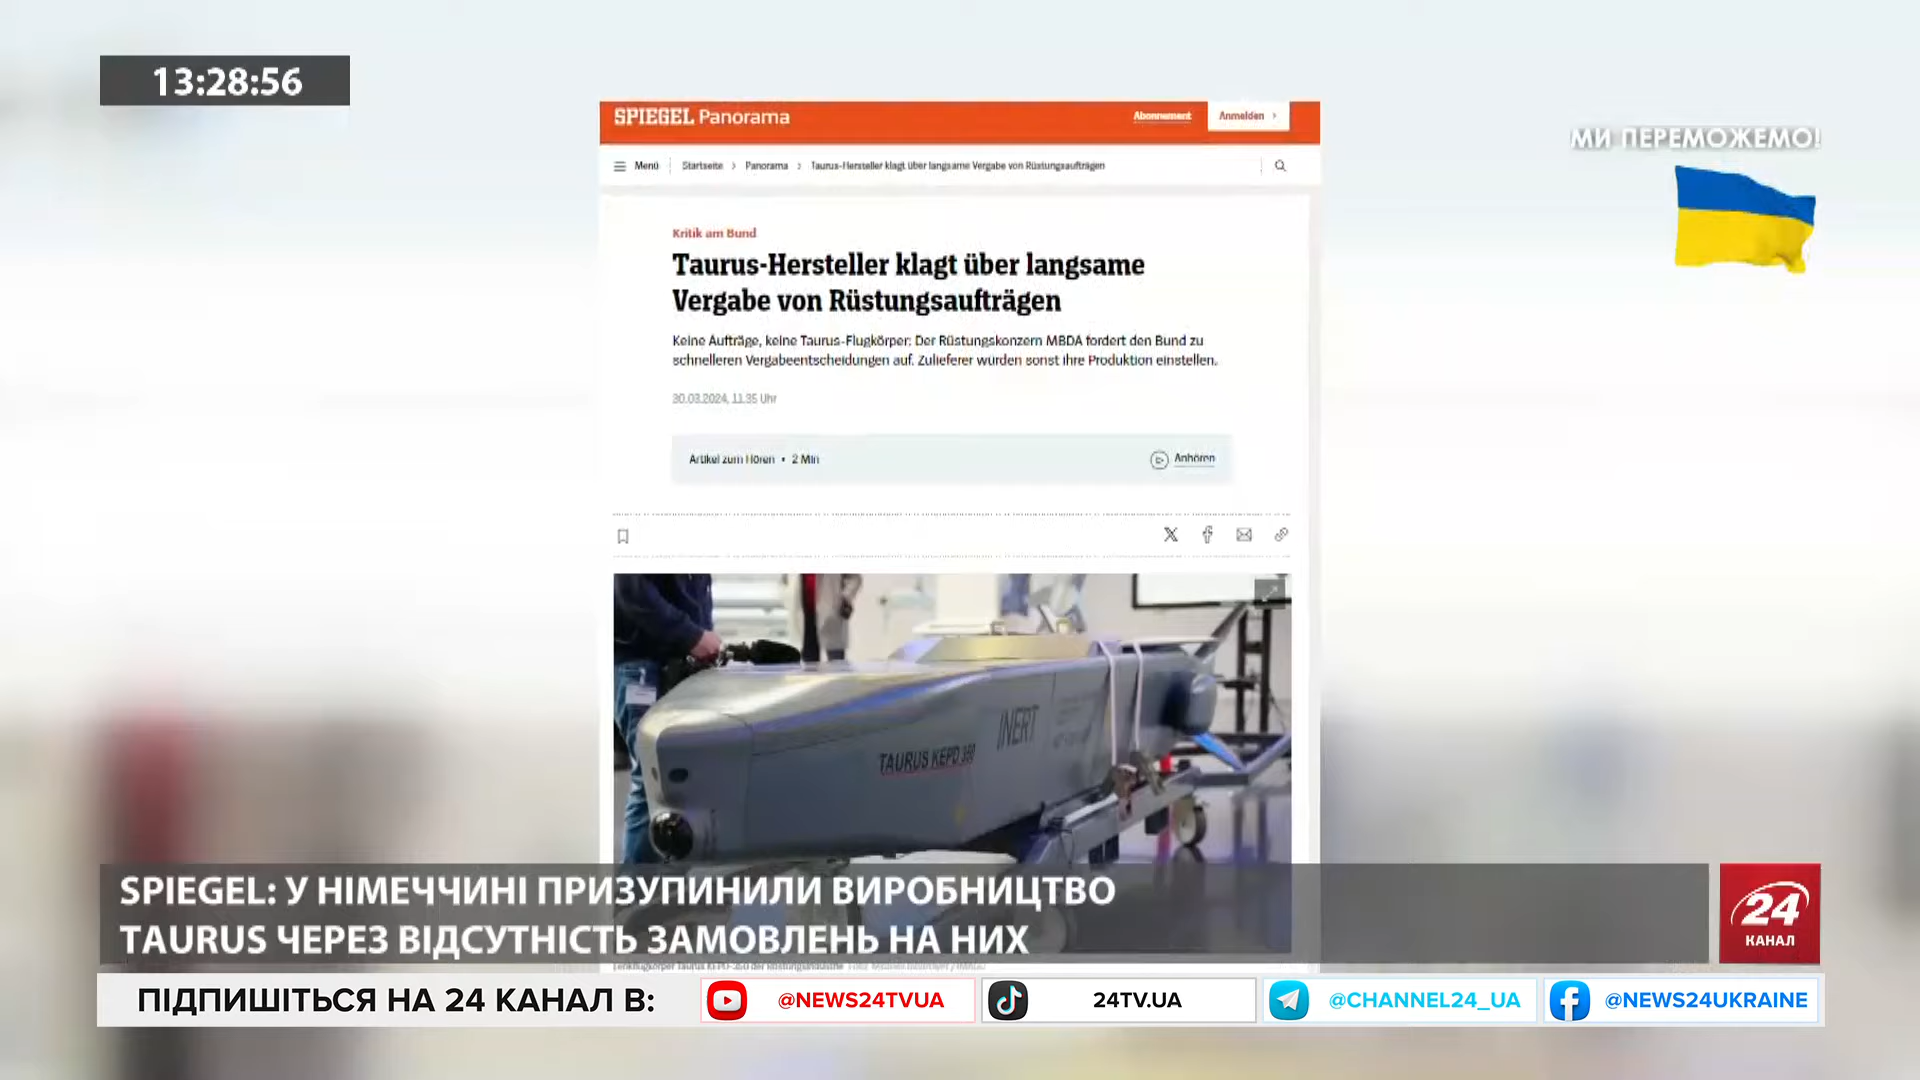 13:28:56
МИ ПЕРЕМОЖЕМО!
SPIEGEL Panorama
Abonnement
Anmelden
Menü
Startseite
Panorama
Taurus-Hersteller klagt über langsame Vergabe von Rüstungsaufträgen
Kritik am Bund
Taurus-Hersteller klagt über langsame
Vergabe von Rüstungsaufträgen
Keine Aufträge, keine Taurus-Flugkörper: Der Rüstungskonzern MBDA fordert den Bund zu
schnelleren Vergabeentscheidungen auf. Zulieferer würden sonst ihre Produktion einstellen.
30.03.2024, 11.35 Uhr
Artikel zum Hören • 2 Min
Anhören
INERT
TAURUS KEPD 350
SPIEGEL: У НІМЕЧЧИНІ ПРИЗУПИНИЛИ ВИРОБНИЦТВО
TAURUS ЧЕРЕЗ ВІДСУТНІСТЬ ЗАМОВЛЕНЬ НА НИХ
24
КАНАЛ
ПІДПИШІТЬСЯ НА 24 КАНАЛ В:
@NEWS24TVUA
24TV.UA
@CHANNEL24_UA
@NEWS24UKRAINE